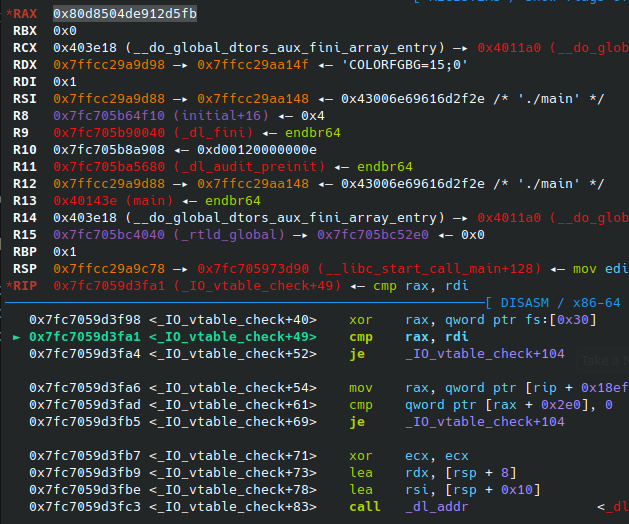 [ REGISTERS / show-flags o
*RAX 0x80d8504de912d5fb
RBX 0x0
RCX 0x403e18 (__do_global_dtors_aux_fini_array_entry) —▸ 0x4011a0 (__do_glob
RDX 0x7ffcc29a9d98 —▸ 0x7ffcc29aa14f ◂— 'COLORFGBG=15;0'
RDI 0x1
RSI 0x7ffcc29a9d88 —▸ 0x7ffcc29aa148 ◂— 0x43006e69616d2f2e /* './main' */
R8 0x7fc705b64f10 (initial+16) ◂— 0x4
R9 0x7fc705b90040 (_dl_fini) ◂— endbr64
R10 0x7fc705b8a908 ◂— 0xd00120000000e
R11 0x7fc705ba5680 (_dl_audit_preinit) ◂— endbr64
R12 0x7ffcc29a9d88 —▸ 0x7ffcc29aa148 ◂— 0x43006e69616d2f2e /* './main' */
R13 0x40143e (main) ◂— endbr64
R14 0x403e18 (__do_global_dtors_aux_fini_array_entry) —▸ 0x4011a0 (__do_glob
R15 0x7fc705bc4040 (_rtld_global) —▸ 0x7fc705bc52e0 ◂— 0x0
RBP 0x1
RSP 0x7ffcc29a9c78 —▸ 0x7fc705973d90 (__libc_start_call_main+128) ◂— mov edi
*RIP 0x7fc7059d3fa1 (_IO_vtable_check+49) ◂— cmp rax, rdi
[ DISASM / x86-64
0x7fc7059d3f98 <_IO_vtable_check+40> xor rax, qword ptr fs:[0x30]
► 0x7fc7059d3fa1 <_IO_vtable_check+49> cmp rax, rdi
0x7fc7059d3fa4 <_IO_vtable_check+52> je _IO_vtable_check+104
0x7fc7059d3fa6 <_IO_vtable_check+54> mov rax, qword ptr [rip + 0x18ef
0x7fc7059d3fad <_IO_vtable_check+61> cmp qword ptr [rax + 0x2e0], 0
0x7fc7059d3fb5 <_IO_vtable_check+69> je _IO_vtable_check+104
0x7fc7059d3fb7 <_IO_vtable_check+71> xor ecx, ecx
0x7fc7059d3fb9 <_IO_vtable_check+73> lea rdx, [rsp + 8]
0x7fc7059d3fbe <_IO_vtable_check+78> lea rsi, [rsp + 0x10]
0x7fc7059d3fc3 <_IO_vtable_check+83> call _dl_addr <_dl